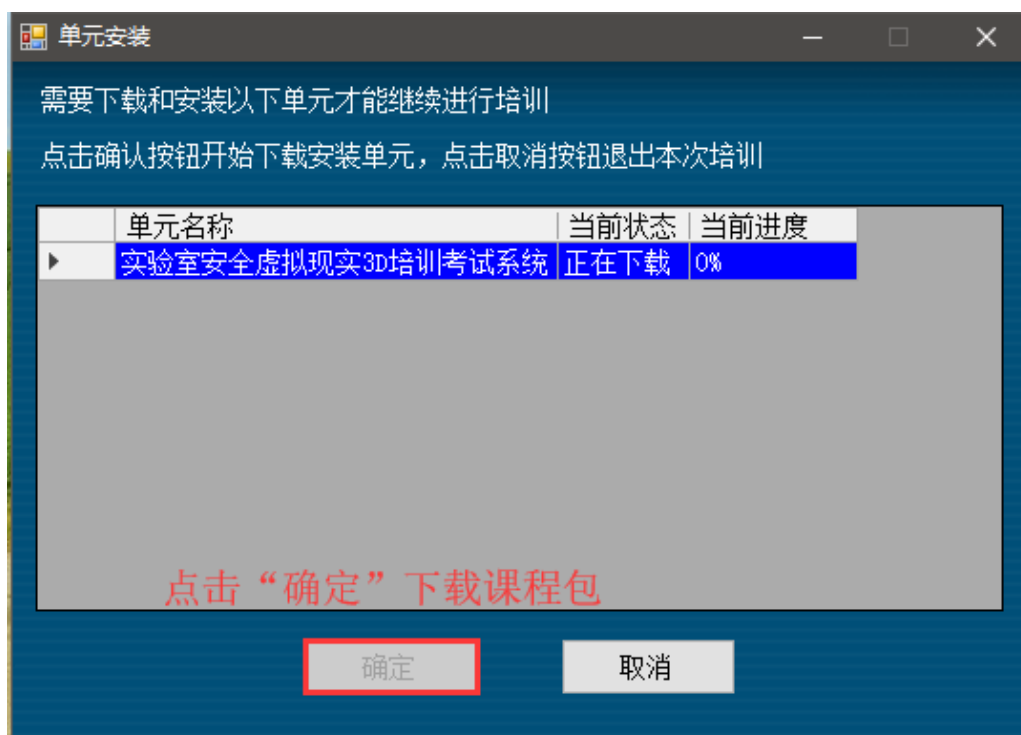 单元安装
需要下载和安装以下单元才能继续进行培训
点击确认按钮开始下载安装单元，点击取消按钮退出本次培训
单元名称 当前状态 当前进度
实验室安全虚拟现实3D培训考试系统 正在下载 0%
点击“确定”下载课程包
确定 取消